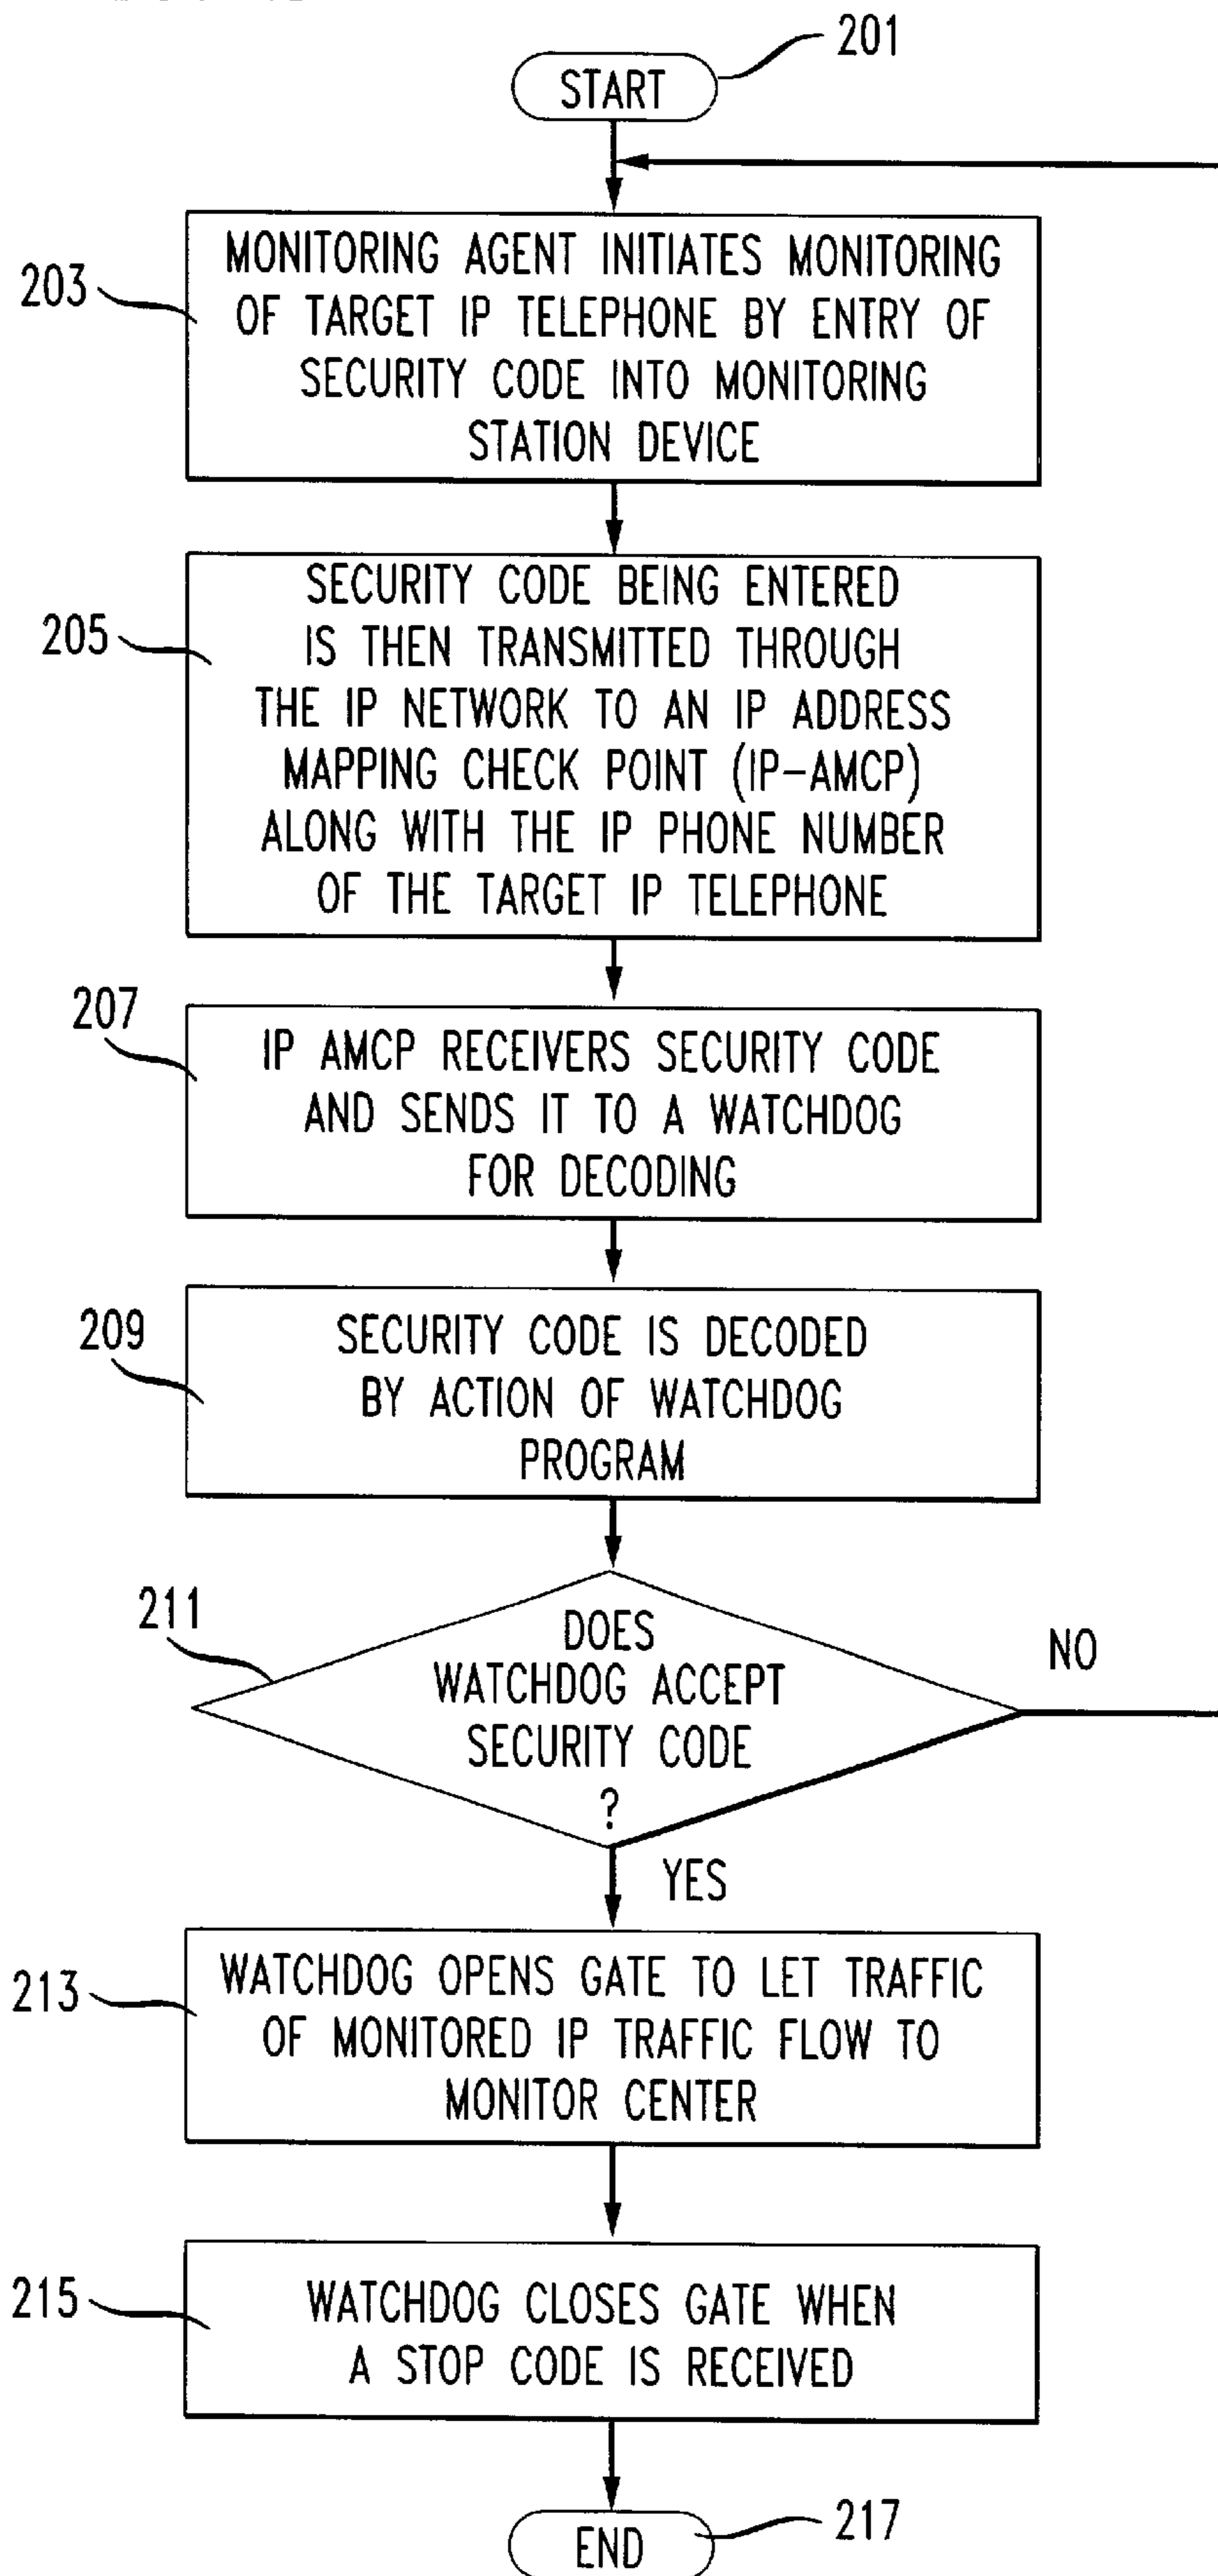 201
START
203
MONITORING AGENT INITIATES MONITORING
OF TARGET IP TELEPHONE BY ENTRY OF
SECURITY CODE INTO MONITORING
STATION DEVICE
205
SECURITY CODE BEING ENTERED
IS THEN TRANSMITTED THROUGH
THE IP NETWORK TO AN IP ADDRESS
MAPPING CHECK POINT (IP-AMCP)
ALONG WITH THE IP PHONE NUMBER
OF THE TARGET IP TELEPHONE
207
IP AMCP RECEIVERS SECURITY CODE
AND SENDS IT TO A WATCHDOG
FOR DECODING
209
SECURITY CODE IS DECODED
BY ACTION OF WATCHDOG
PROGRAM
211
DOES
WATCHDOG ACCEPT
SECURITY CODE
?
NO
YES
213
WATCHDOG OPENS GATE TO LET TRAFFIC
OF MONITORED IP TRAFFIC FLOW TO
MONITOR CENTER
215
WATCHDOG CLOSES GATE WHEN
A STOP CODE IS RECEIVED
END
217